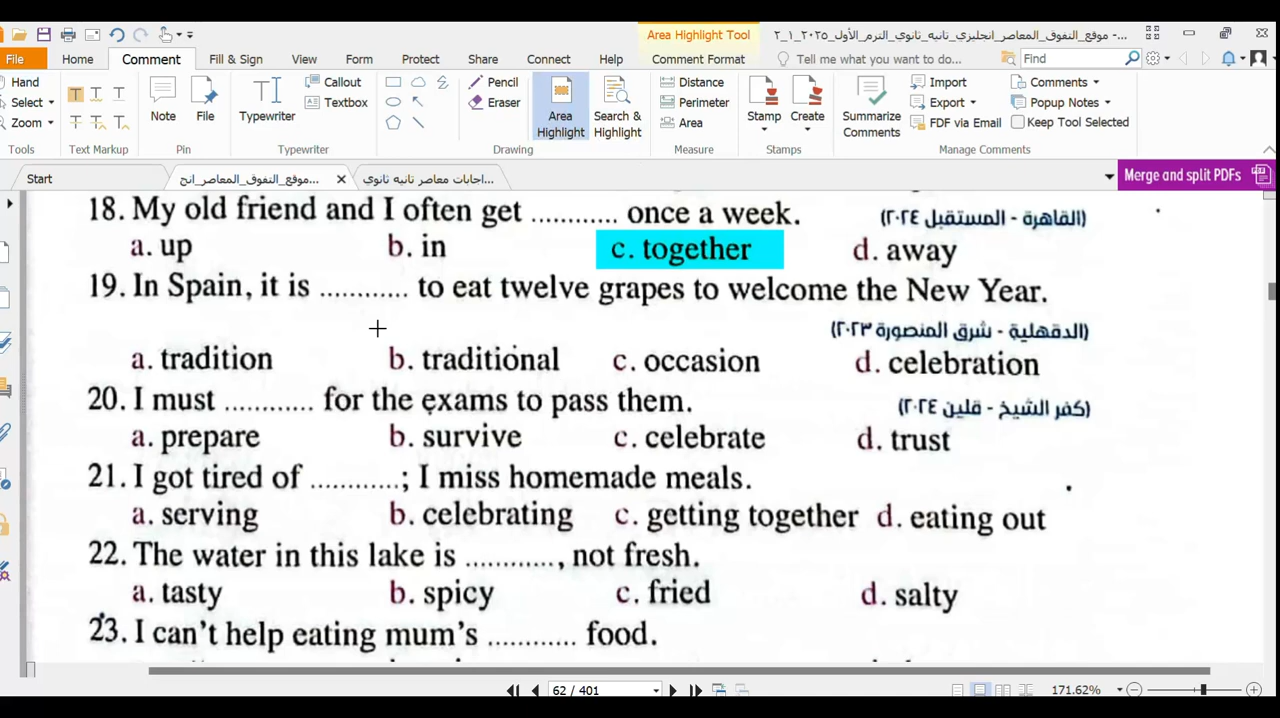 Area Highlight Tool
موقع_التفوق_المعاصر_انجليزي_تانيه_ثانوي_الترم_الأول_٢٠٢٥_١_٢ - ...
File Home Comment Fill & Sign View Form Protect Share Connect Help Comment Format Tell me what you want to do... Find
Hand Callout Pencil Distance Import Comments
Select Textbox Eraser Perimeter Export Popup Notes
Zoom Note File Typewriter Area Highlight Search & Highlight Area Stamp Create Summarize Comments FDF via Email Keep Tool Selected
Tools Text Markup Pin Typewriter Drawing Measure Stamps Manage Comments
Start موقع_التفوق_المعاصر_انج... اجابات معاصر تانيه ثانوي... Merge and split PDFs
18. My old friend and I often get ............ once a week. (القاهرة - المستقبل ٢٠٢٤)
a. up b. in c. together d. away
19. In Spain, it is ............ to eat twelve grapes to welcome the New Year.
(الدقهلية - شرق المنصورة ٢٠٢٣)
a. tradition b. traditional c. occasion d. celebration
20. I must ............ for the exams to pass them. (كفر الشيخ - قلين ٢٠٢٤)
a. prepare b. survive c. celebrate d. trust
21. I got tired of ............; I miss homemade meals.
a. serving b. celebrating c. getting together d. eating out
22. The water in this lake is ............, not fresh.
a. tasty b. spicy c. fried d. salty
23. I can't help eating mum's ............ food.
62 / 401 171.62%